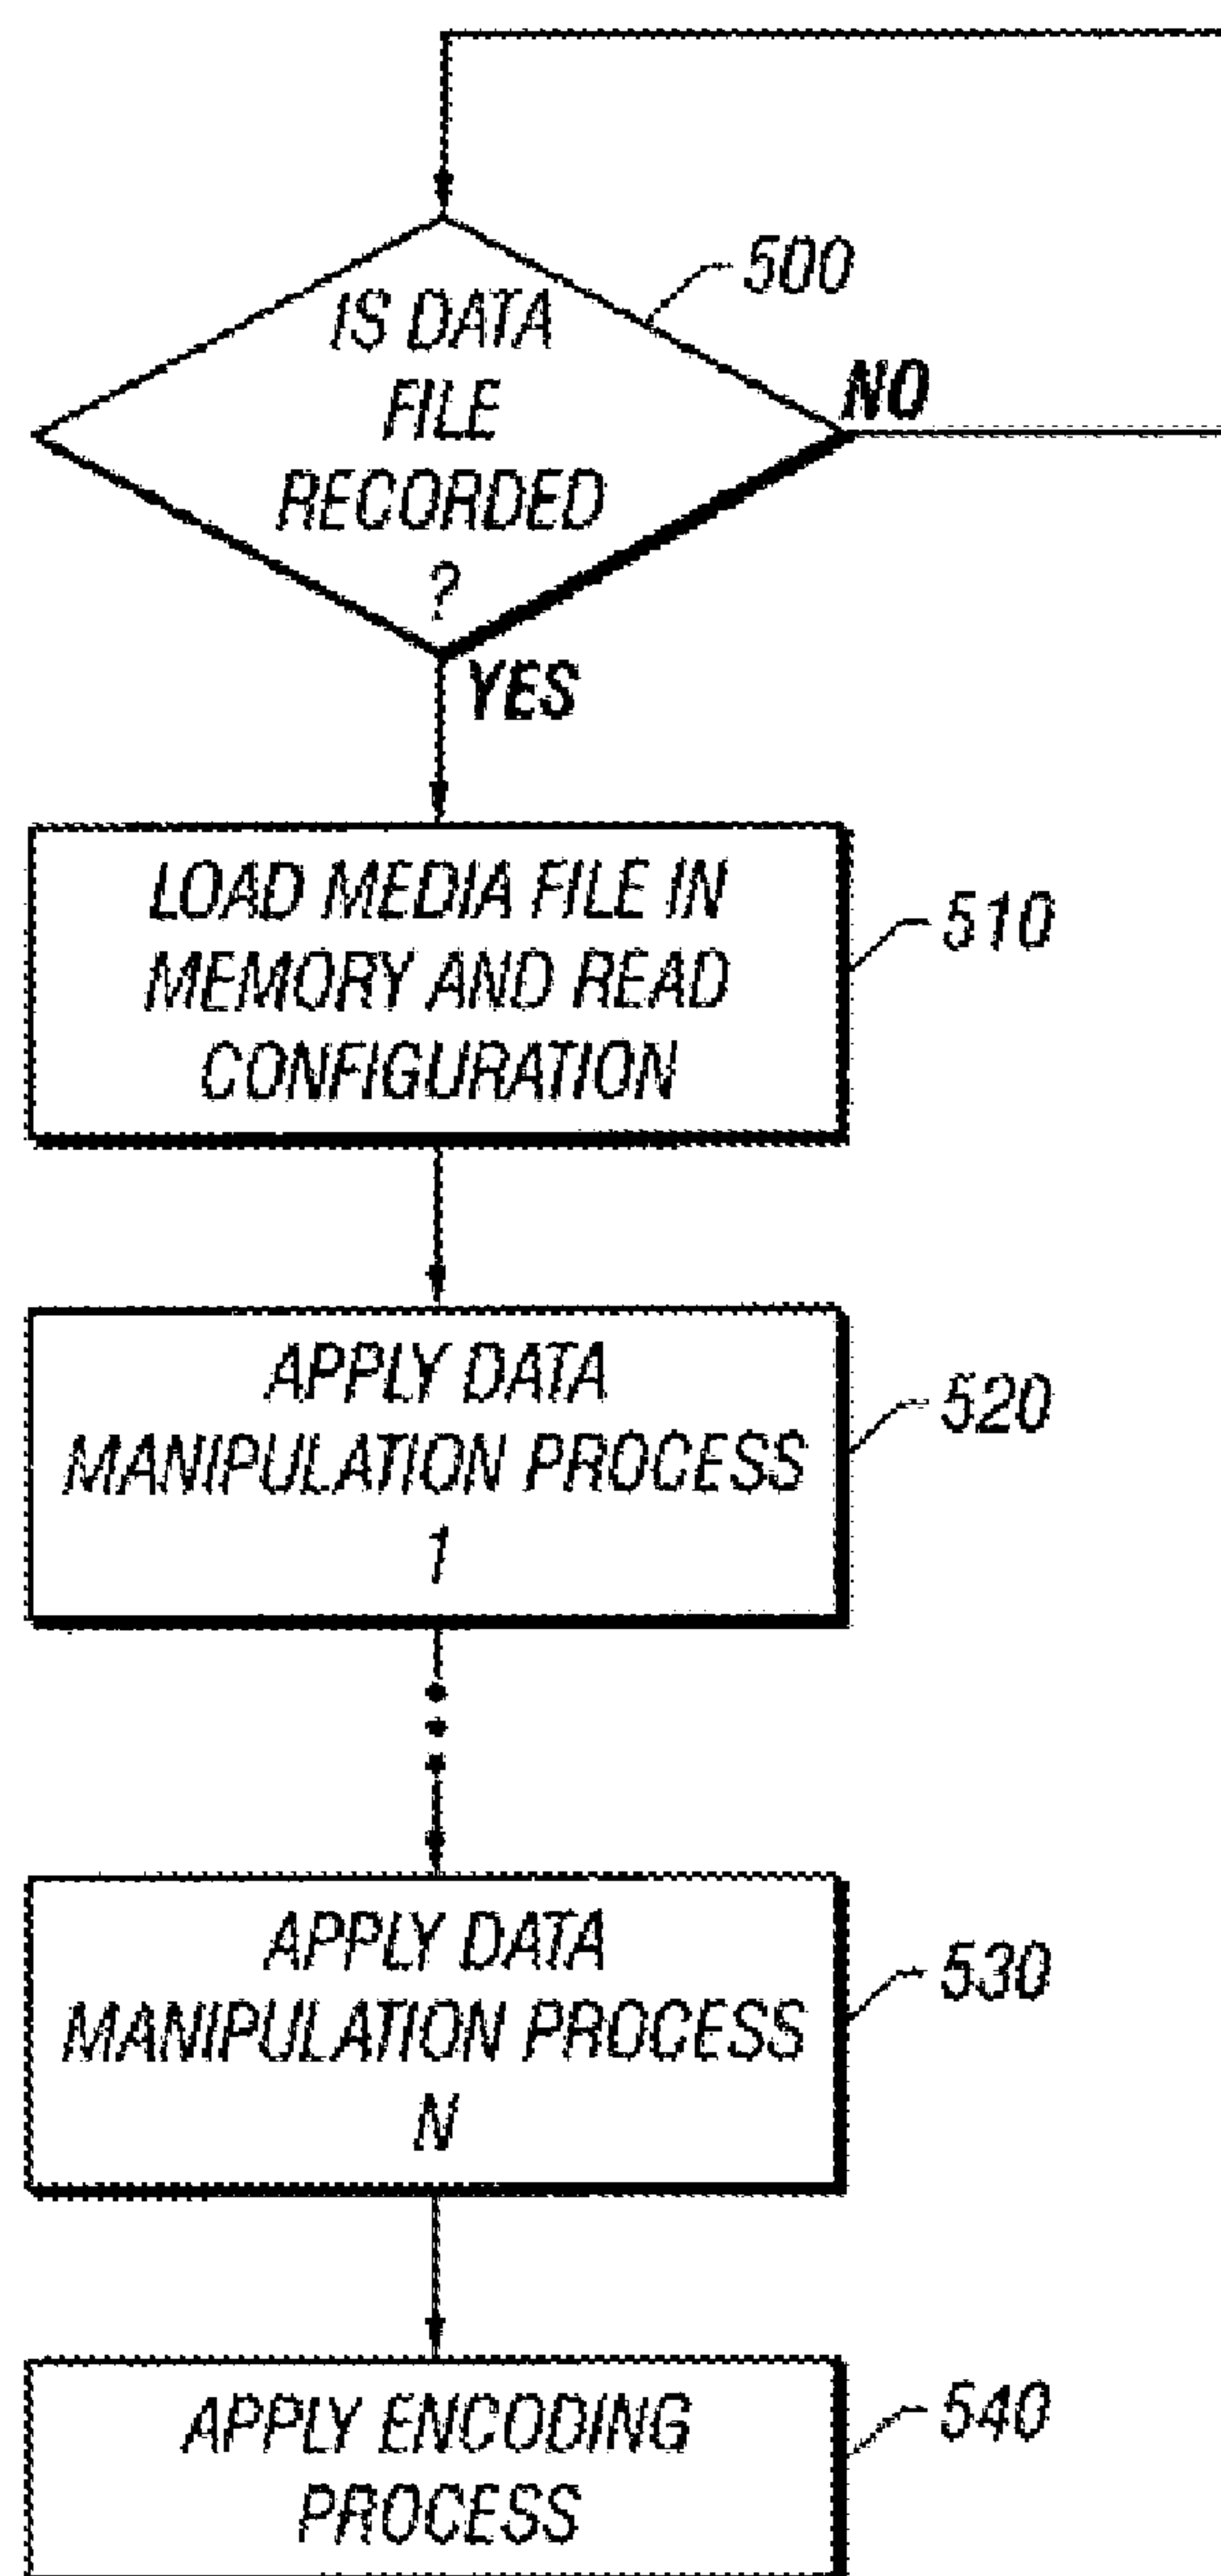 IS DATA
FILE
RECORDED
?
500
NO
YES
LOAD MEDIA FILE IN
MEMORY AND READ
CONFIGURATION
510
APPLY DATA
MANIPULATION PROCESS
1
520
APPLY DATA
MANIPULATION PROCESS
N
530
APPLY ENCODING
PROCESS
540